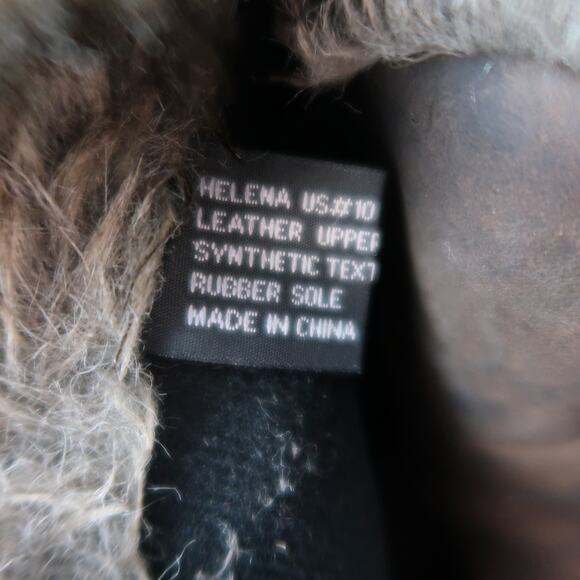 HELENA US#10
LEATHER UPPER
SYNTHETIC TEXT
RUBBER SOLE
MADE IN CHINA